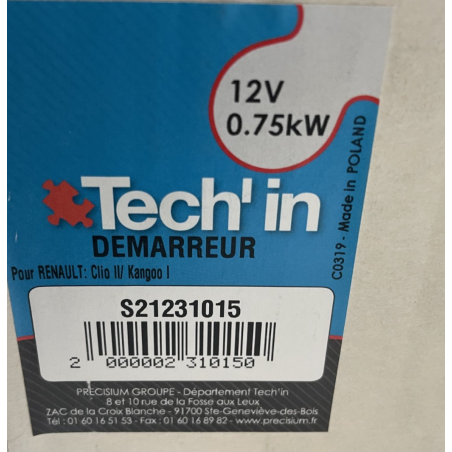 12V
0.75kW
C0319 - Made in POLAND
Tech'in
DEMARREUR
Pour RENAULT: Clio II/ Kangoo I
S21231015
2 000002 310150
PRECISIUM GROUPE - Département Tech'in
8 et 10 rue de la Fosse aux Leux
ZAC de la Croix Blanche - 91700 Ste-Geneviève-des-Bois
Tél : 01 60 16 51 53 - Fax : 01 60 16 89 82 - www.precisium.fr